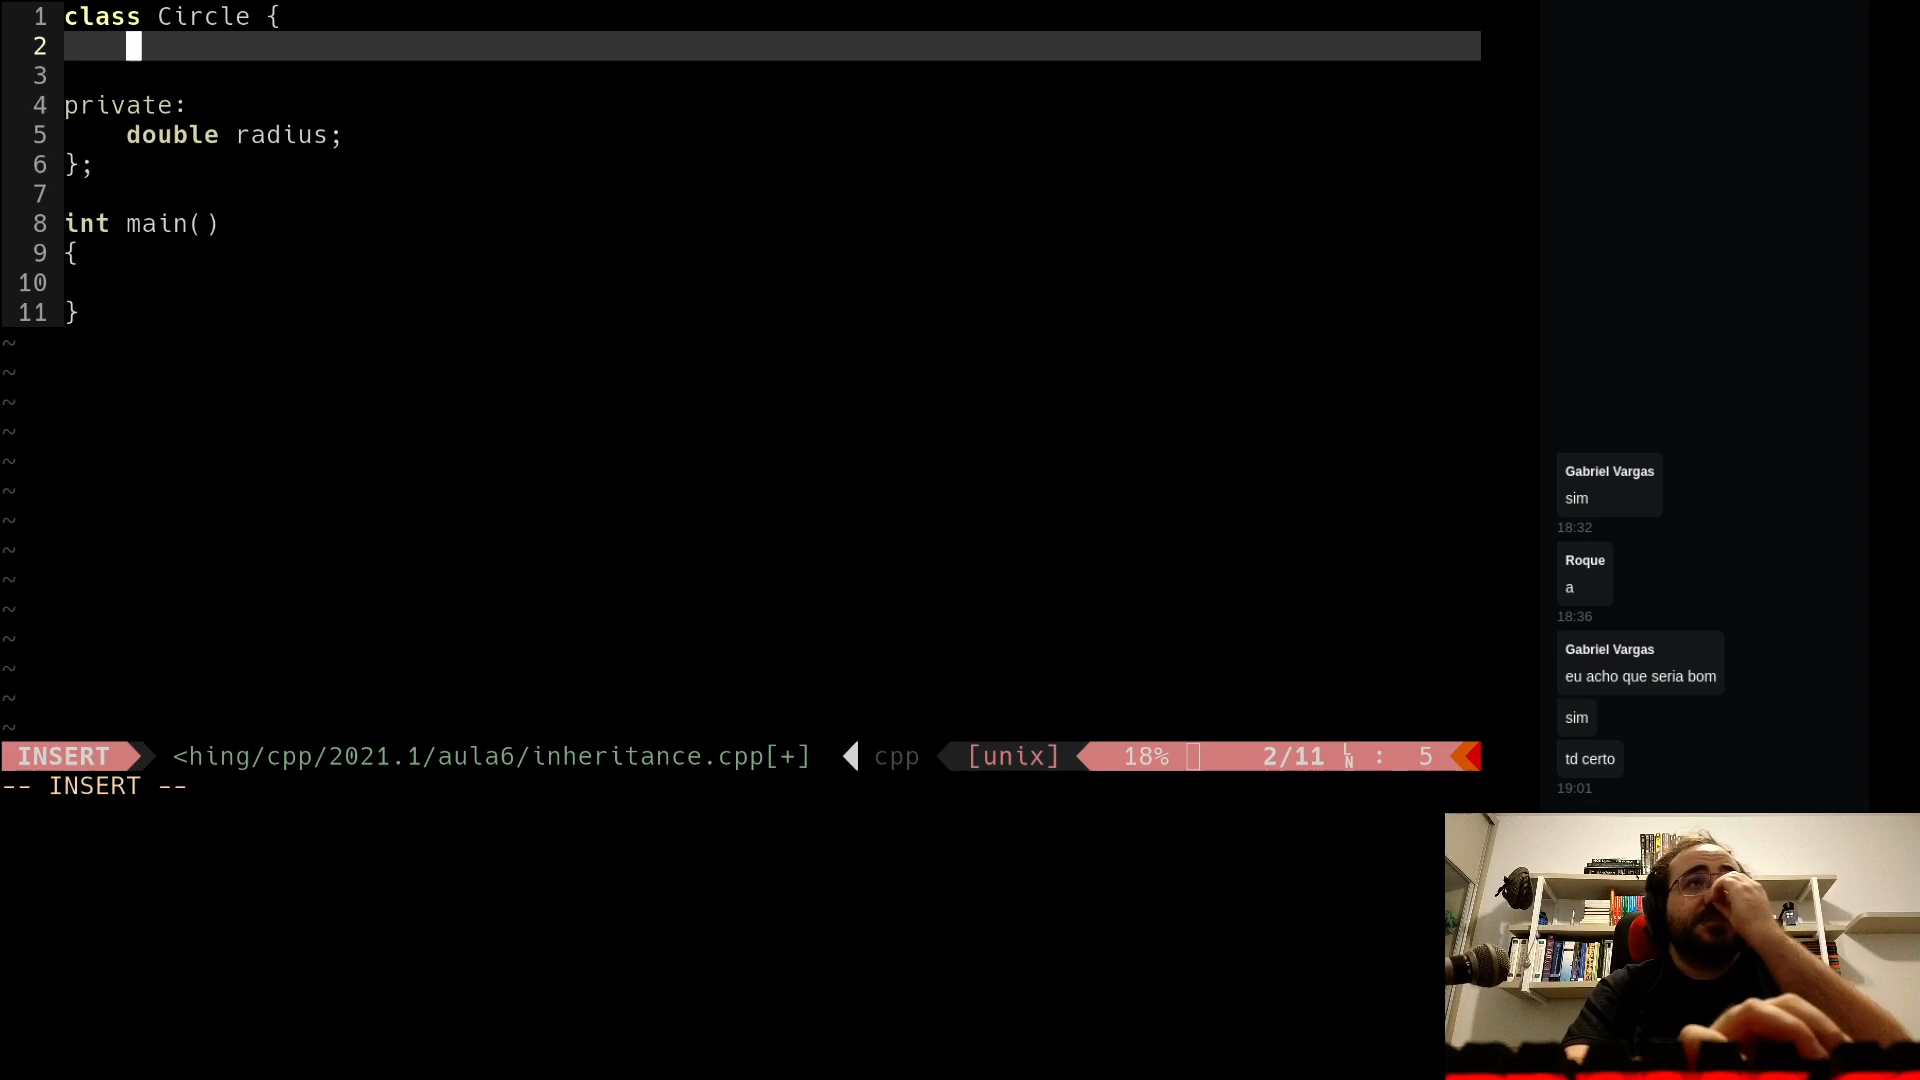 1 class Circle {
2
3
4 private:
5     double radius;
6 };
7
8 int main()
9 {
10
11 }
~
~
~
~
~
~
~
~
~
~
~
~
~
~
INSERT <hing/cpp/2021.1/aula6/inheritance.cpp[+] cpp [unix] 18% 2/11 LN : 5
-- INSERT --
Gabriel Vargas
sim
18:32
Roque
a
18:36
Gabriel Vargas
eu acho que seria bom
sim
td certo
19:01